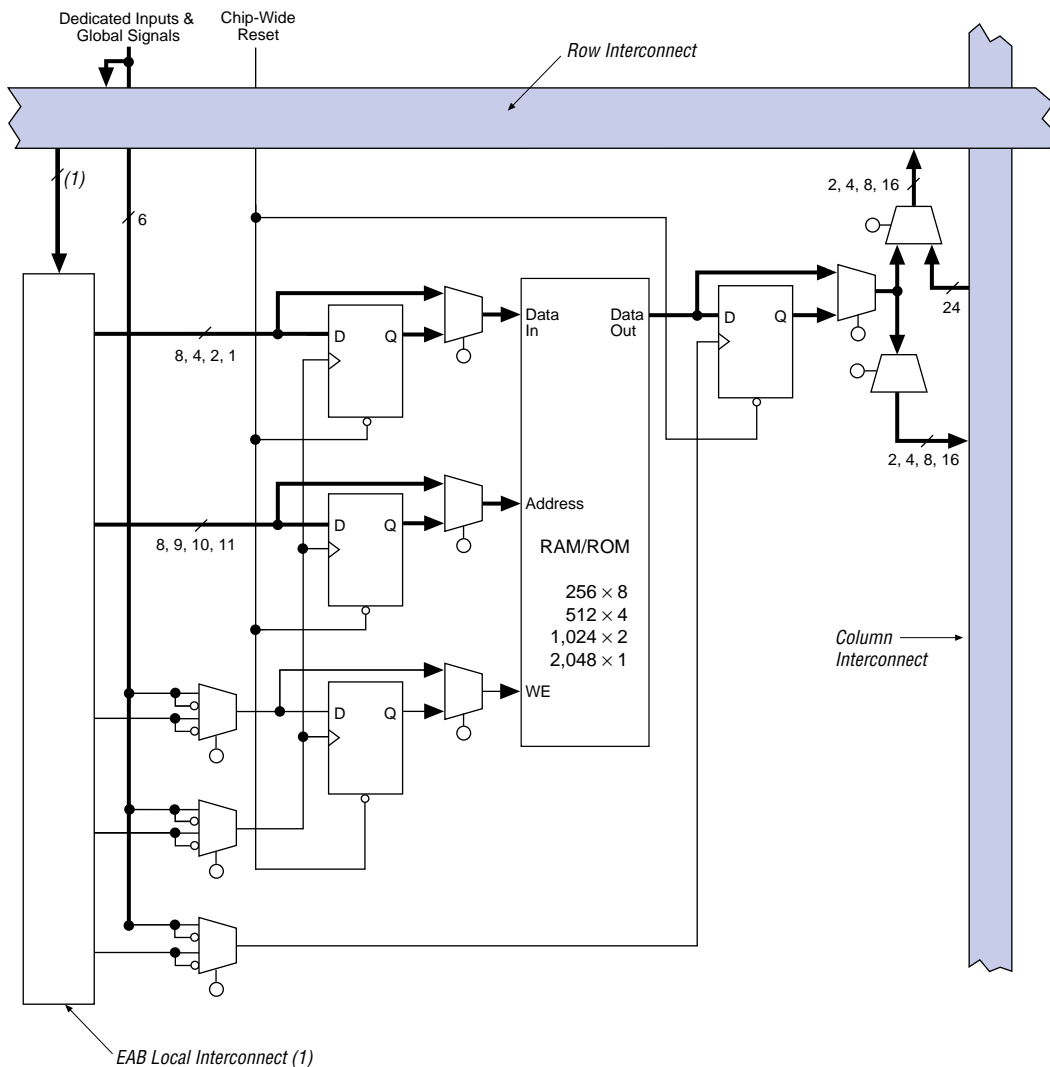 Dedicated Inputs &
Global Signals
Chip-Wide
Reset
Row Interconnect
(1)
6
2, 4, 8, 16
24
D Q
8, 4, 2, 1
Data
In
Data
Out
D Q
2, 4, 8, 16
D Q
8, 9, 10, 11
Address
RAM/ROM
256 × 8
512 × 4
1,024 × 2
2,048 × 1
Column
Interconnect
D Q
WE
EAB Local Interconnect (1)